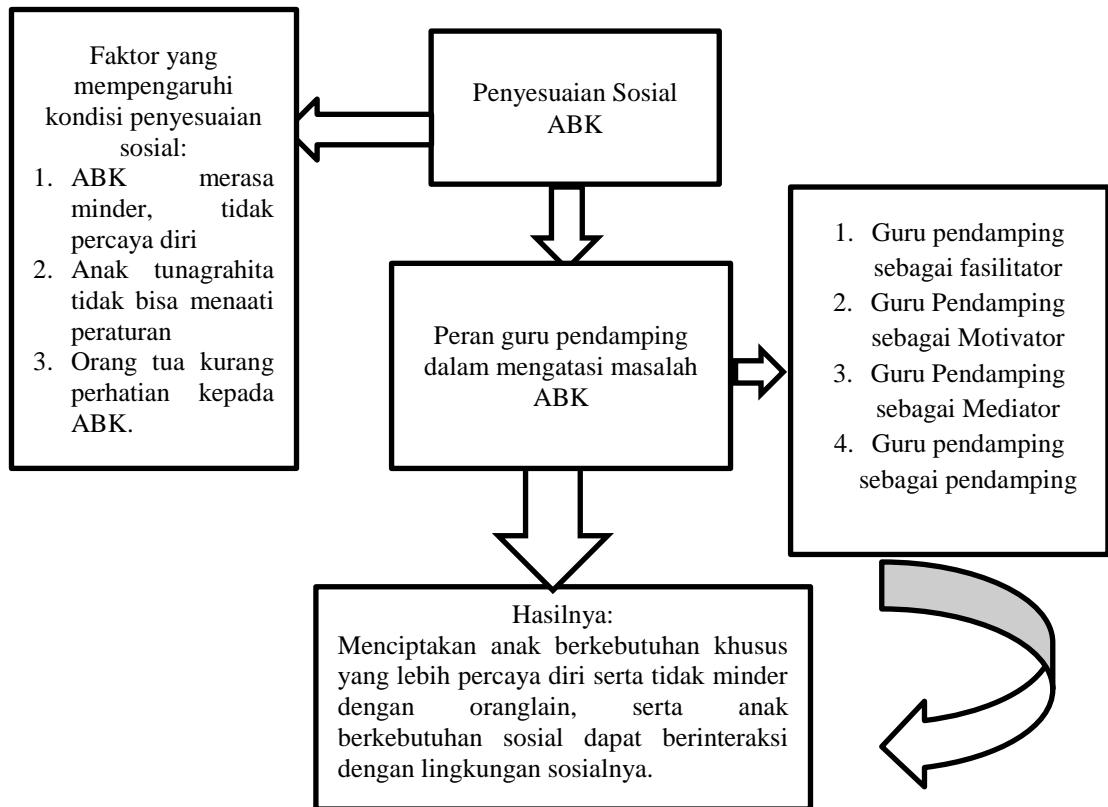 Faktor yang
mempengaruhi
kondisi penyesuaian
sosial:
1. ABK merasa
minder, tidak
percaya diri
2. Anak tunagrahita
tidak bisa menaati
peraturan
3. Orang tua kurang
perhatian kepada
ABK.
Penyesuaian Sosial
ABK
Peran guru pendamping
dalam mengatasi masalah
ABK
1. Guru pendamping
sebagai fasilitator
2. Guru Pendamping
sebagai Motivator
3. Guru Pendamping
sebagai Mediator
4. Guru pendamping
sebagai pendamping
Hasilnya:
Menciptakan anak berkebutuhan khusus
yang lebih percaya diri serta tidak minder
dengan oranglain, serta anak
berkebutuhan sosial dapat berinteraksi
dengan lingkungan sosialnya.